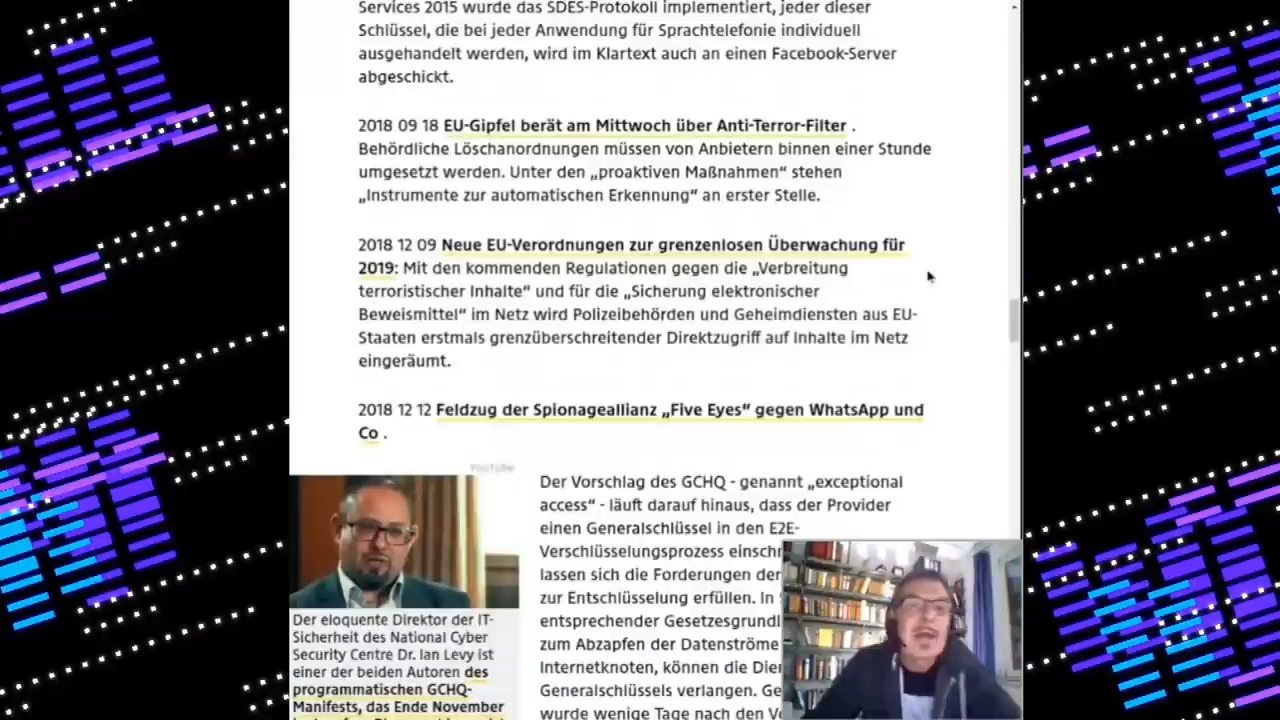 Services 2015 wurde das SDES-Protokoll implementiert, jeder dieser
Schlüssel, die bei jeder Anwendung für Sprachtelefonie individuell
ausgehandelt werden, wird im Klartext auch an einen Facebook-Server
abgeschickt.
2018 09 18 EU-Gipfel berät am Mittwoch über Anti-Terror-Filter .
Behördliche Löschanordnungen müssen von Anbietern binnen einer Stunde
umgesetzt werden. Unter den „proaktiven Maßnahmen“ stehen
„Instrumente zur automatischen Erkennung“ an erster Stelle.
2018 12 09 Neue EU-Verordnungen zur grenzenlosen Überwachung für
2019: Mit den kommenden Regulationen gegen die „Verbreitung
terroristischer Inhalte“ und für die „Sicherung elektronischer
Beweismittel“ im Netz wird Polizeibehörden und Geheimdiensten aus EU-
Staaten erstmals grenzüberschreitender Direktzugriff auf Inhalte im Netz
eingeräumt.
2018 12 12 Feldzug der Spionageallianz „Five Eyes“ gegen WhatsApp und
Co .
YouTube
Der eloquente Direktor der IT-
Sicherheit des National Cyber
Security Centre Dr. Ian Levy ist
einer der beiden Autoren des
programmatischen GCHQ-
Manifests, das Ende November
Der Vorschlag des GCHQ - genannt „exceptional
access“ - läuft darauf hinaus, dass der Provider
einen Generalschlüssel in den E2E-
Verschlüsselungsprozess
lassen sich die Forderungen
zur Entschlüsselung erfüllen. In
entsprechender
zum Abzapfen der Datenströme
Internetknoten, können die
Generalschlüssels verlangen.
wurde wenige Tage nach den